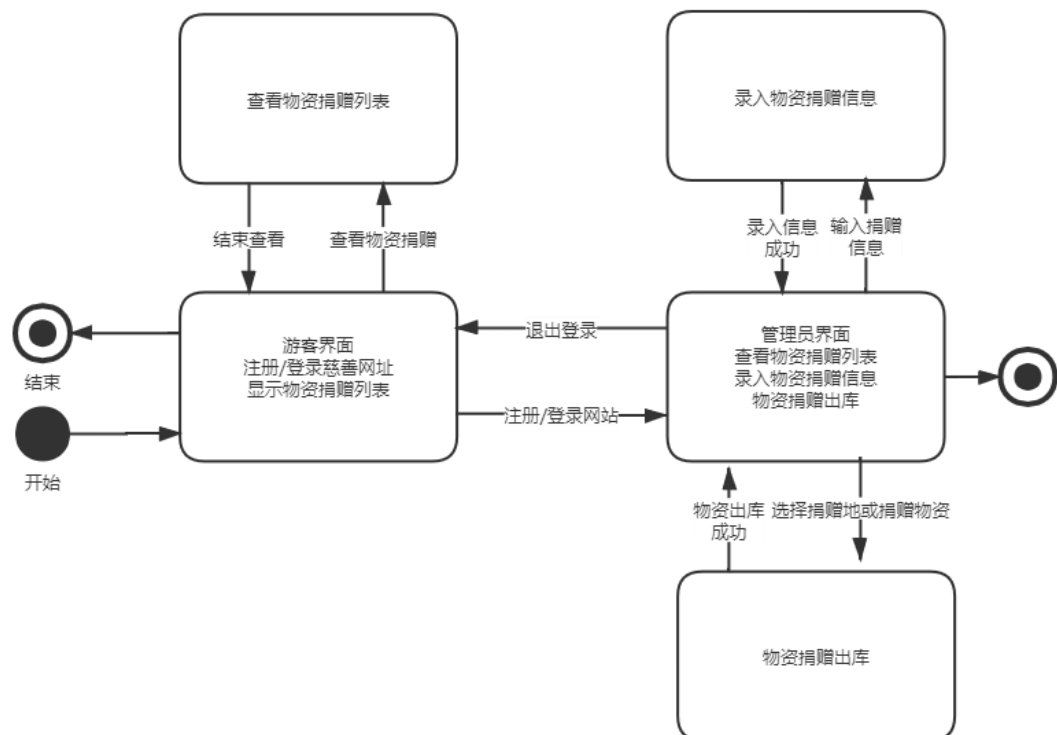 查看物资捐赠列表
录入物资捐赠信息
结束查看
查看物资捐赠
录入信息
成功
输入捐赠
信息
游客界面
注册/登录慈善网址
显示物资捐赠列表
退出登录
管理员界面
查看物资捐赠列表
录入物资捐赠信息
物资捐赠出库
结束
注册/登录网站
开始
物资出库
成功
选择捐赠地或捐赠物资
物资捐赠出库